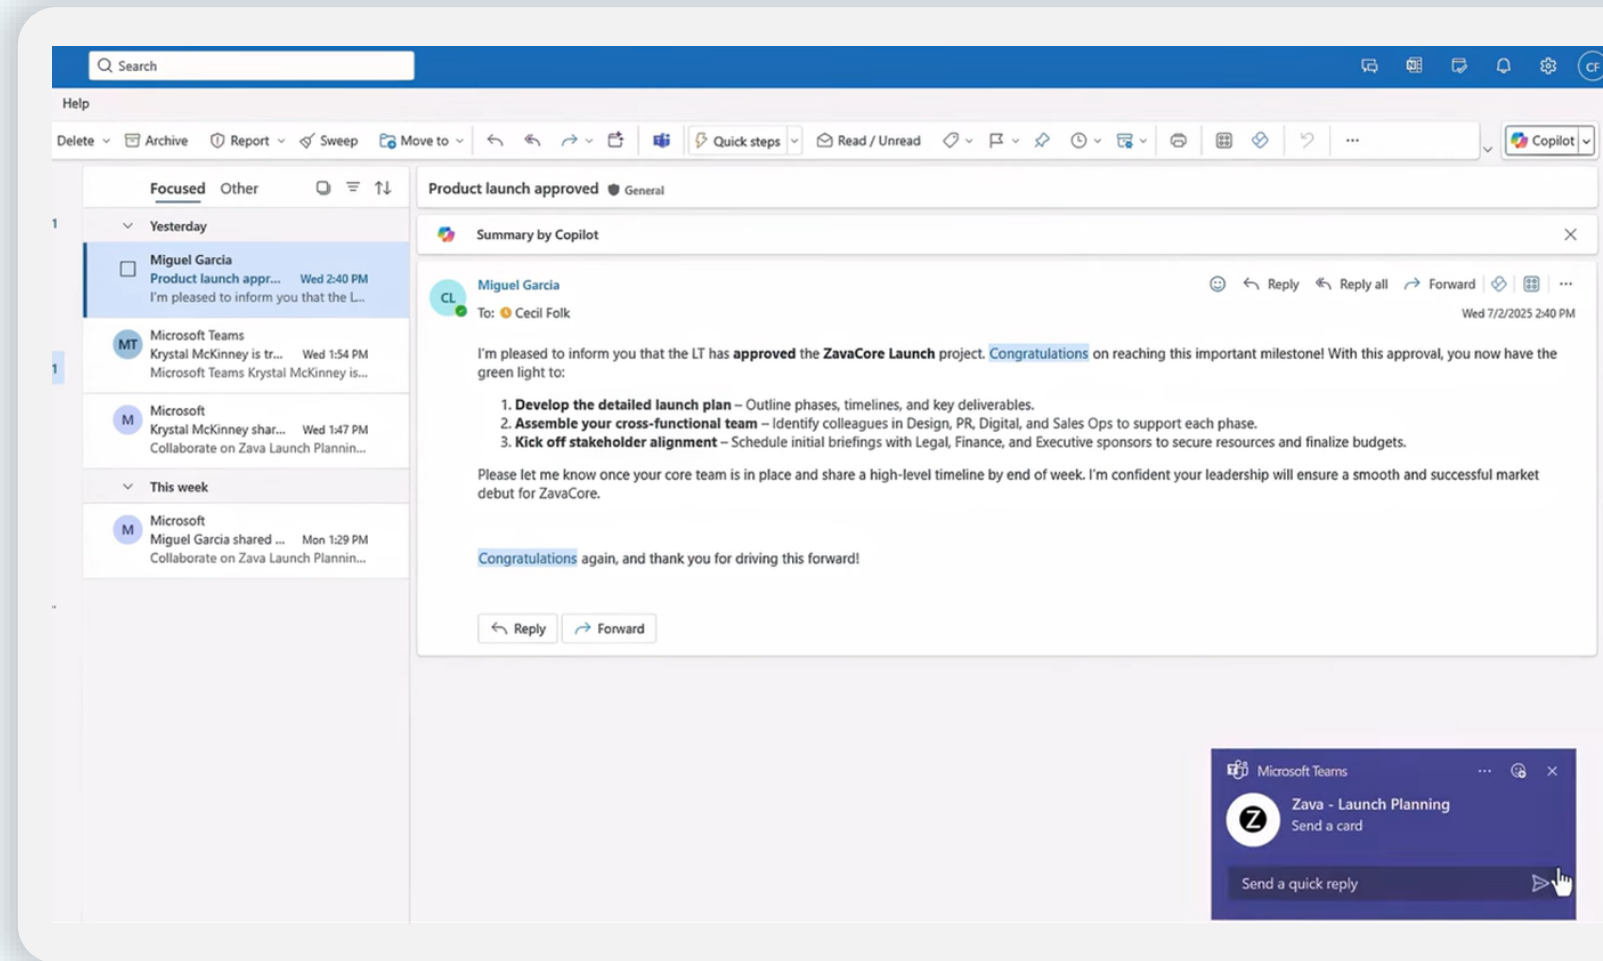 Search
CF
Help
Delete Archive Report Sweep Move to Quick steps Read / Unread ... Copilot
Focused Other
1
Yesterday
Miguel Garcia
Product launch appr... Wed 2:40 PM
I'm pleased to inform you that the L...
1
MT
Microsoft Teams
Krystal McKinney is tr... Wed 1:54 PM
Microsoft Teams Krystal McKinney is...
M
Microsoft
Krystal McKinney shar... Wed 1:47 PM
Collaborate on Zava Launch Plannin...
This week
M
Microsoft
Miguel Garcia shared ... Mon 1:29 PM
Collaborate on Zava Launch Plannin...
Product launch approved General
Summary by Copilot
CL
Miguel Garcia
Reply Reply all Forward ...
To: Cecil Folk
Wed 7/2/2025 2:40 PM
I'm pleased to inform you that the LT has approved the ZavaCore Launch project. Congratulations on reaching this important milestone! With this approval, you now have the
green light to:
1. Develop the detailed launch plan – Outline phases, timelines, and key deliverables.
2. Assemble your cross-functional team – Identify colleagues in Design, PR, Digital, and Sales Ops to support each phase.
3. Kick off stakeholder alignment – Schedule initial briefings with Legal, Finance, and Executive sponsors to secure resources and finalize budgets.
Please let me know once your core team is in place and share a high-level timeline by end of week. I'm confident your leadership will ensure a smooth and successful market
debut for ZavaCore.
Congratulations again, and thank you for driving this forward!
Reply Forward
Microsoft Teams ...
Z
Zava - Launch Planning
Send a card
Send a quick reply